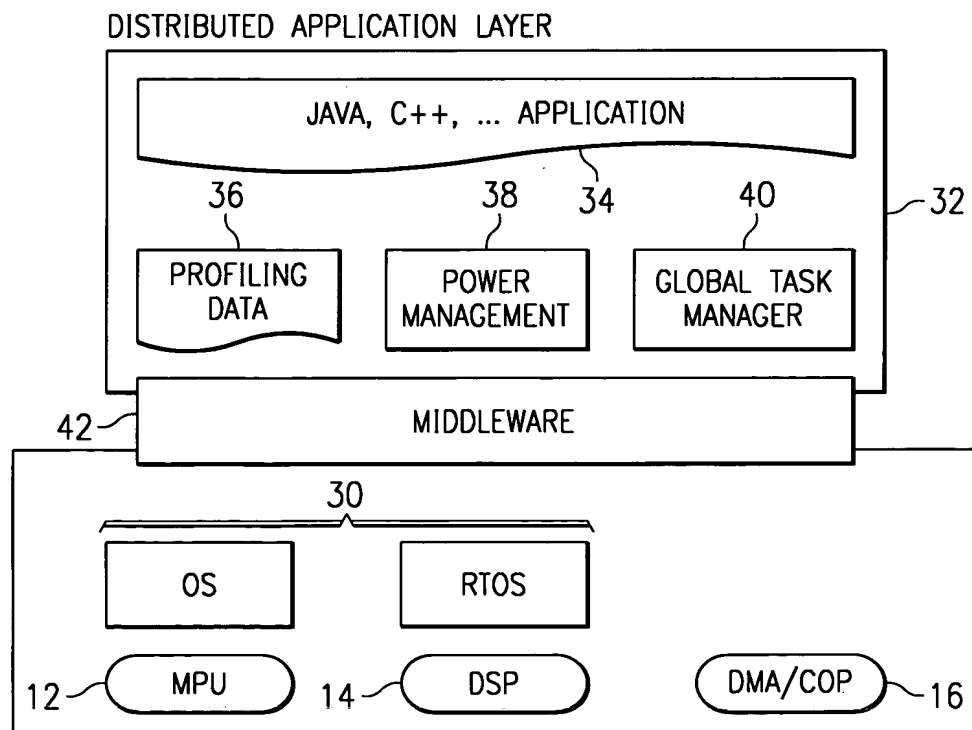 DISTRIBUTED APPLICATION LAYER
JAVA, C++, ... APPLICATION
34
36
38
40
32
PROFILING
DATA
POWER
MANAGEMENT
GLOBAL TASK
MANAGER
42
MIDDLEWARE
30
OS
RTOS
12
MPU
14
DSP
DMA/COP
16